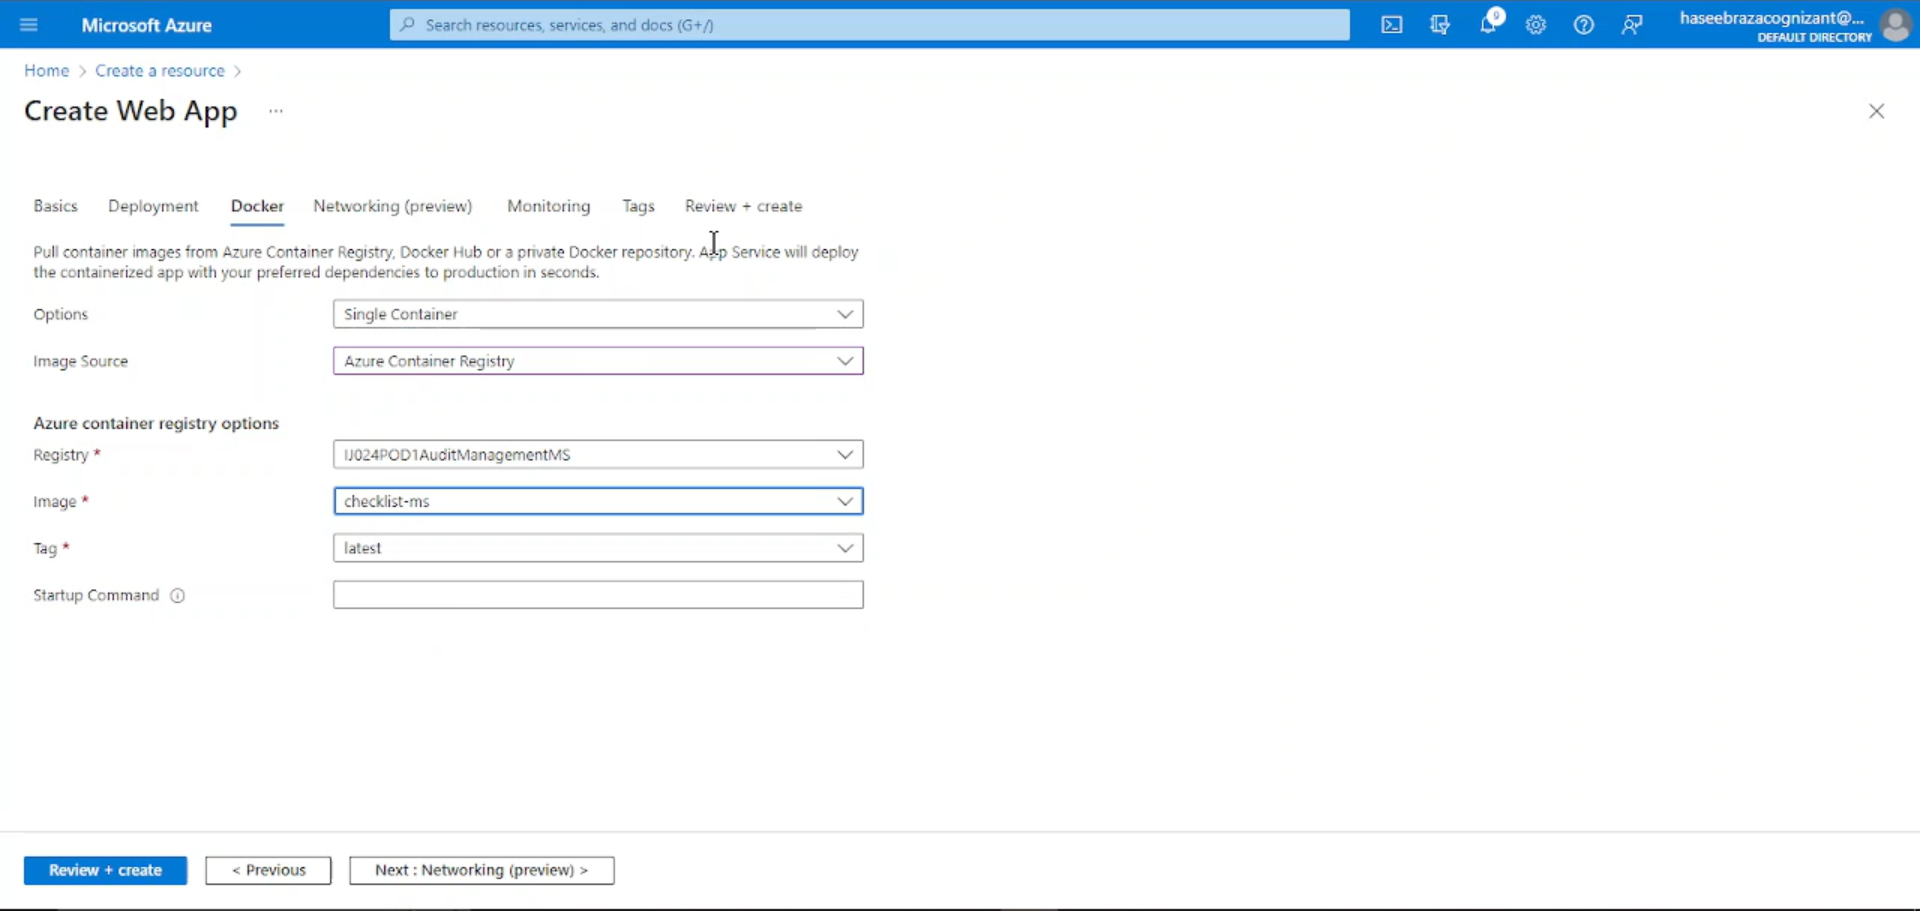 Microsoft Azure
Search resources, services, and docs (G+/)
9
haseebrazacognizant@...
DEFAULT DIRECTORY
Home > Create a resource >
Create Web App ...
Basics Deployment Docker Networking (preview) Monitoring Tags Review + create
Pull container images from Azure Container Registry, Docker Hub or a private Docker repository. App Service will deploy
the containerized app with your preferred dependencies to production in seconds.
Options Single Container
Image Source Azure Container Registry
Azure container registry options
Registry * IJ024POD1AuditManagementMS
Image * checklist-ms
Tag * latest
Startup Command
Review + create < Previous Next : Networking (preview) >